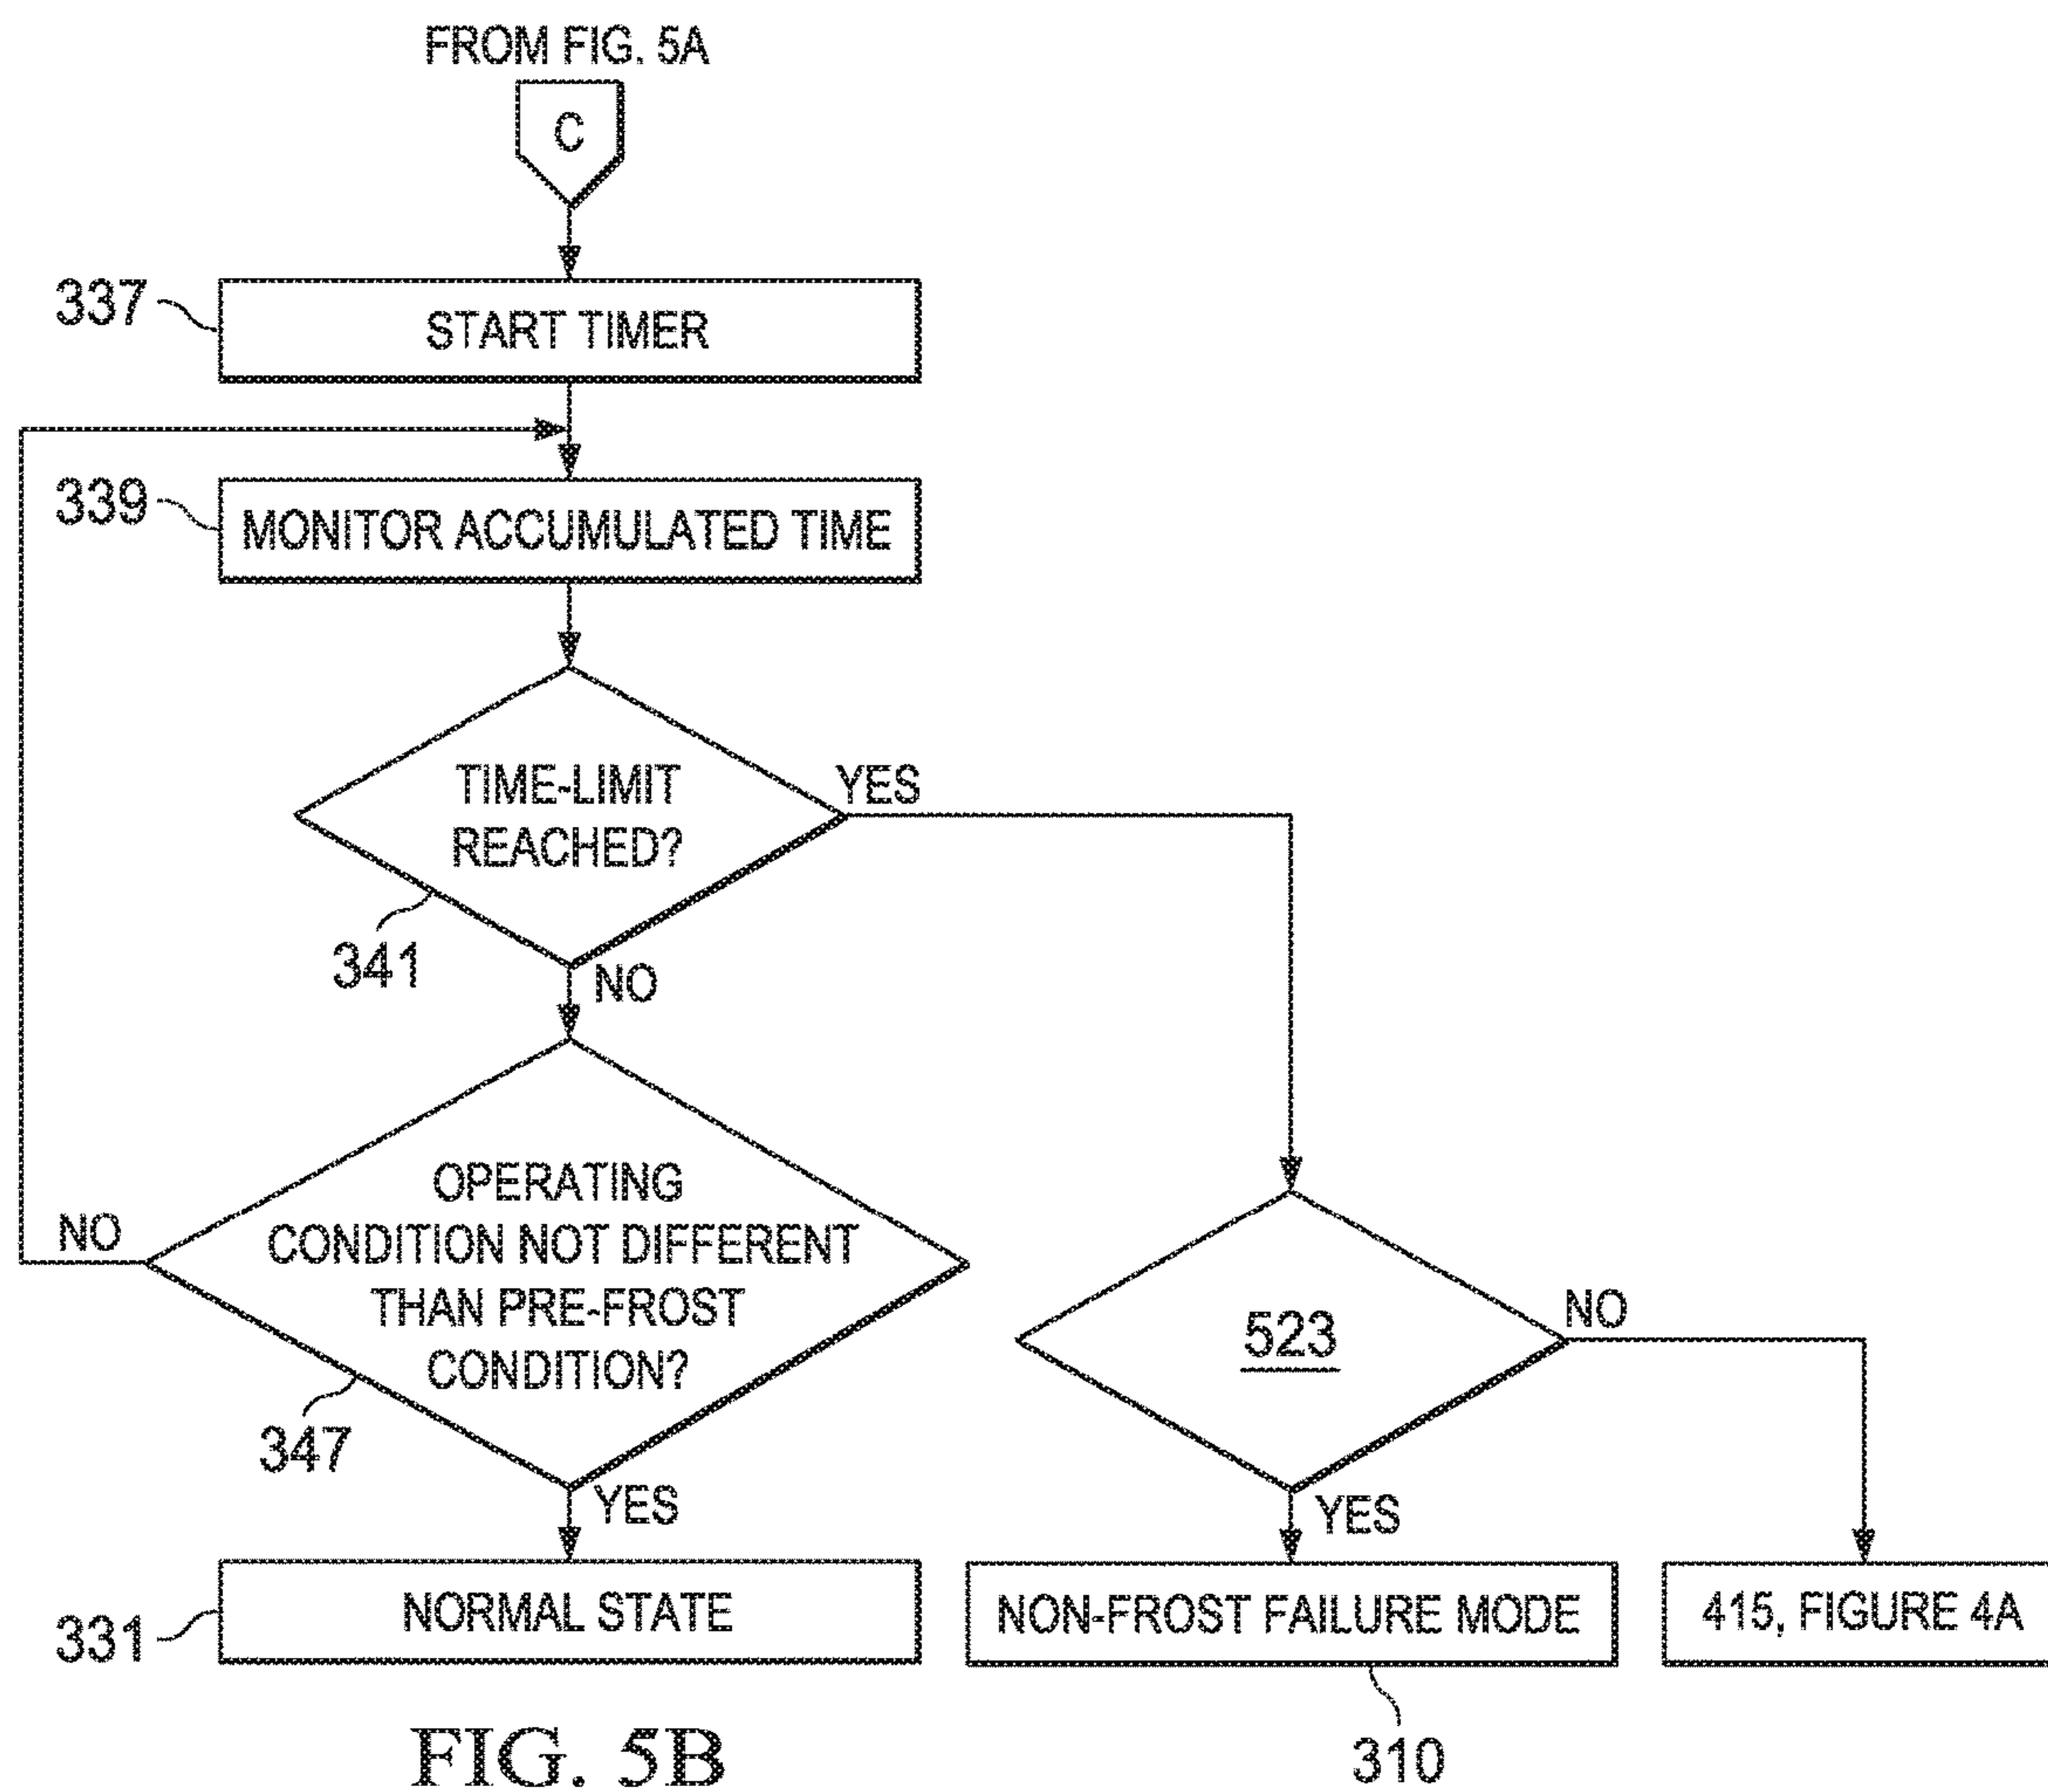 FROM FIG. 5A
C
337
START TIMER
339
MONITOR ACCUMULATED TIME
TIME-LIMIT
REACHED?
YES
341
NO
OPERATING
CONDITION NOT DIFFERENT
THAN PRE-FROST
CONDITION?
NO
347
YES
523
NO
YES
331
NORMAL STATE
NON-FROST FAILURE MODE
310
415, FIGURE 4A
FIG. 5B